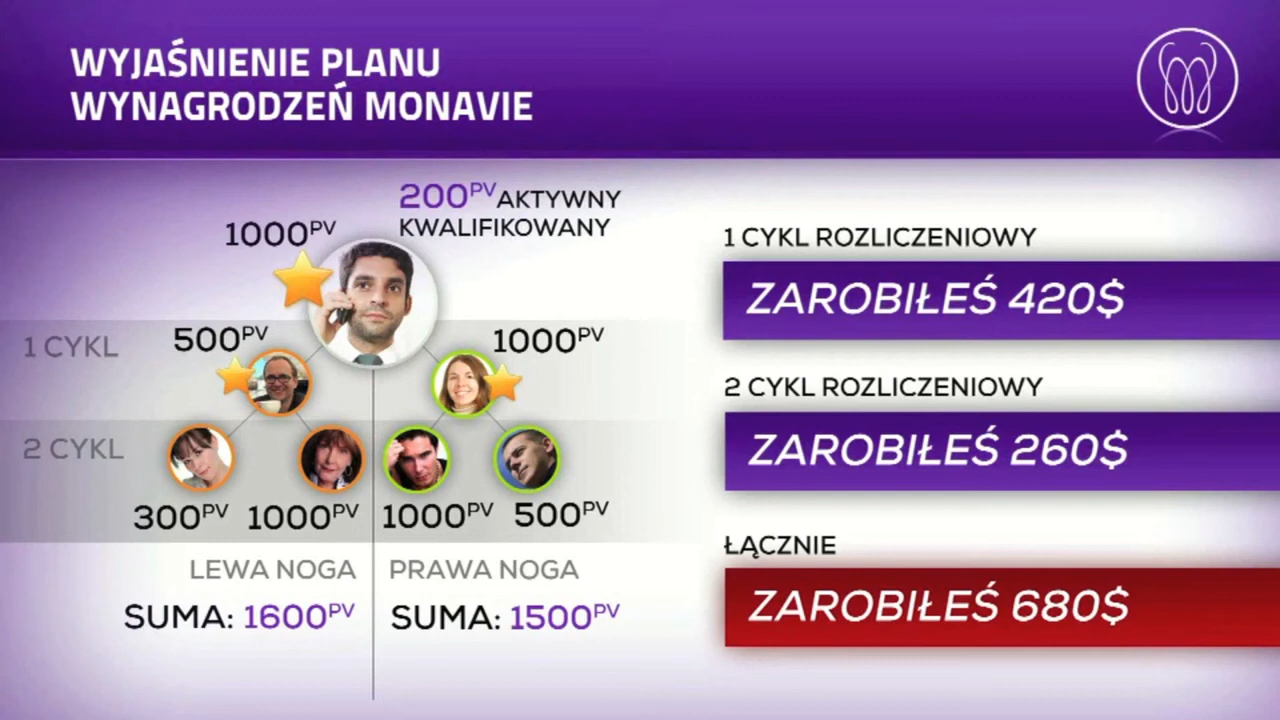 WYJAŚNIENIE PLANU
WYNAGRODZEŃ MONAVIE
200PV AKTYWNY
KWALIFIKOWANY
1000PV
1 CYKL
500PV
1000PV
2 CYKL
300PV
1000PV
1000PV
500PV
LEWA NOGA
PRAWA NOGA
SUMA: 1600PV
SUMA: 1500PV
1 CYKL ROZLICZENIOWY
ZAROBIŁEŚ 420$
2 CYKL ROZLICZENIOWY
ZAROBIŁEŚ 260$
ŁĄCZNIE
ZAROBIŁEŚ 680$